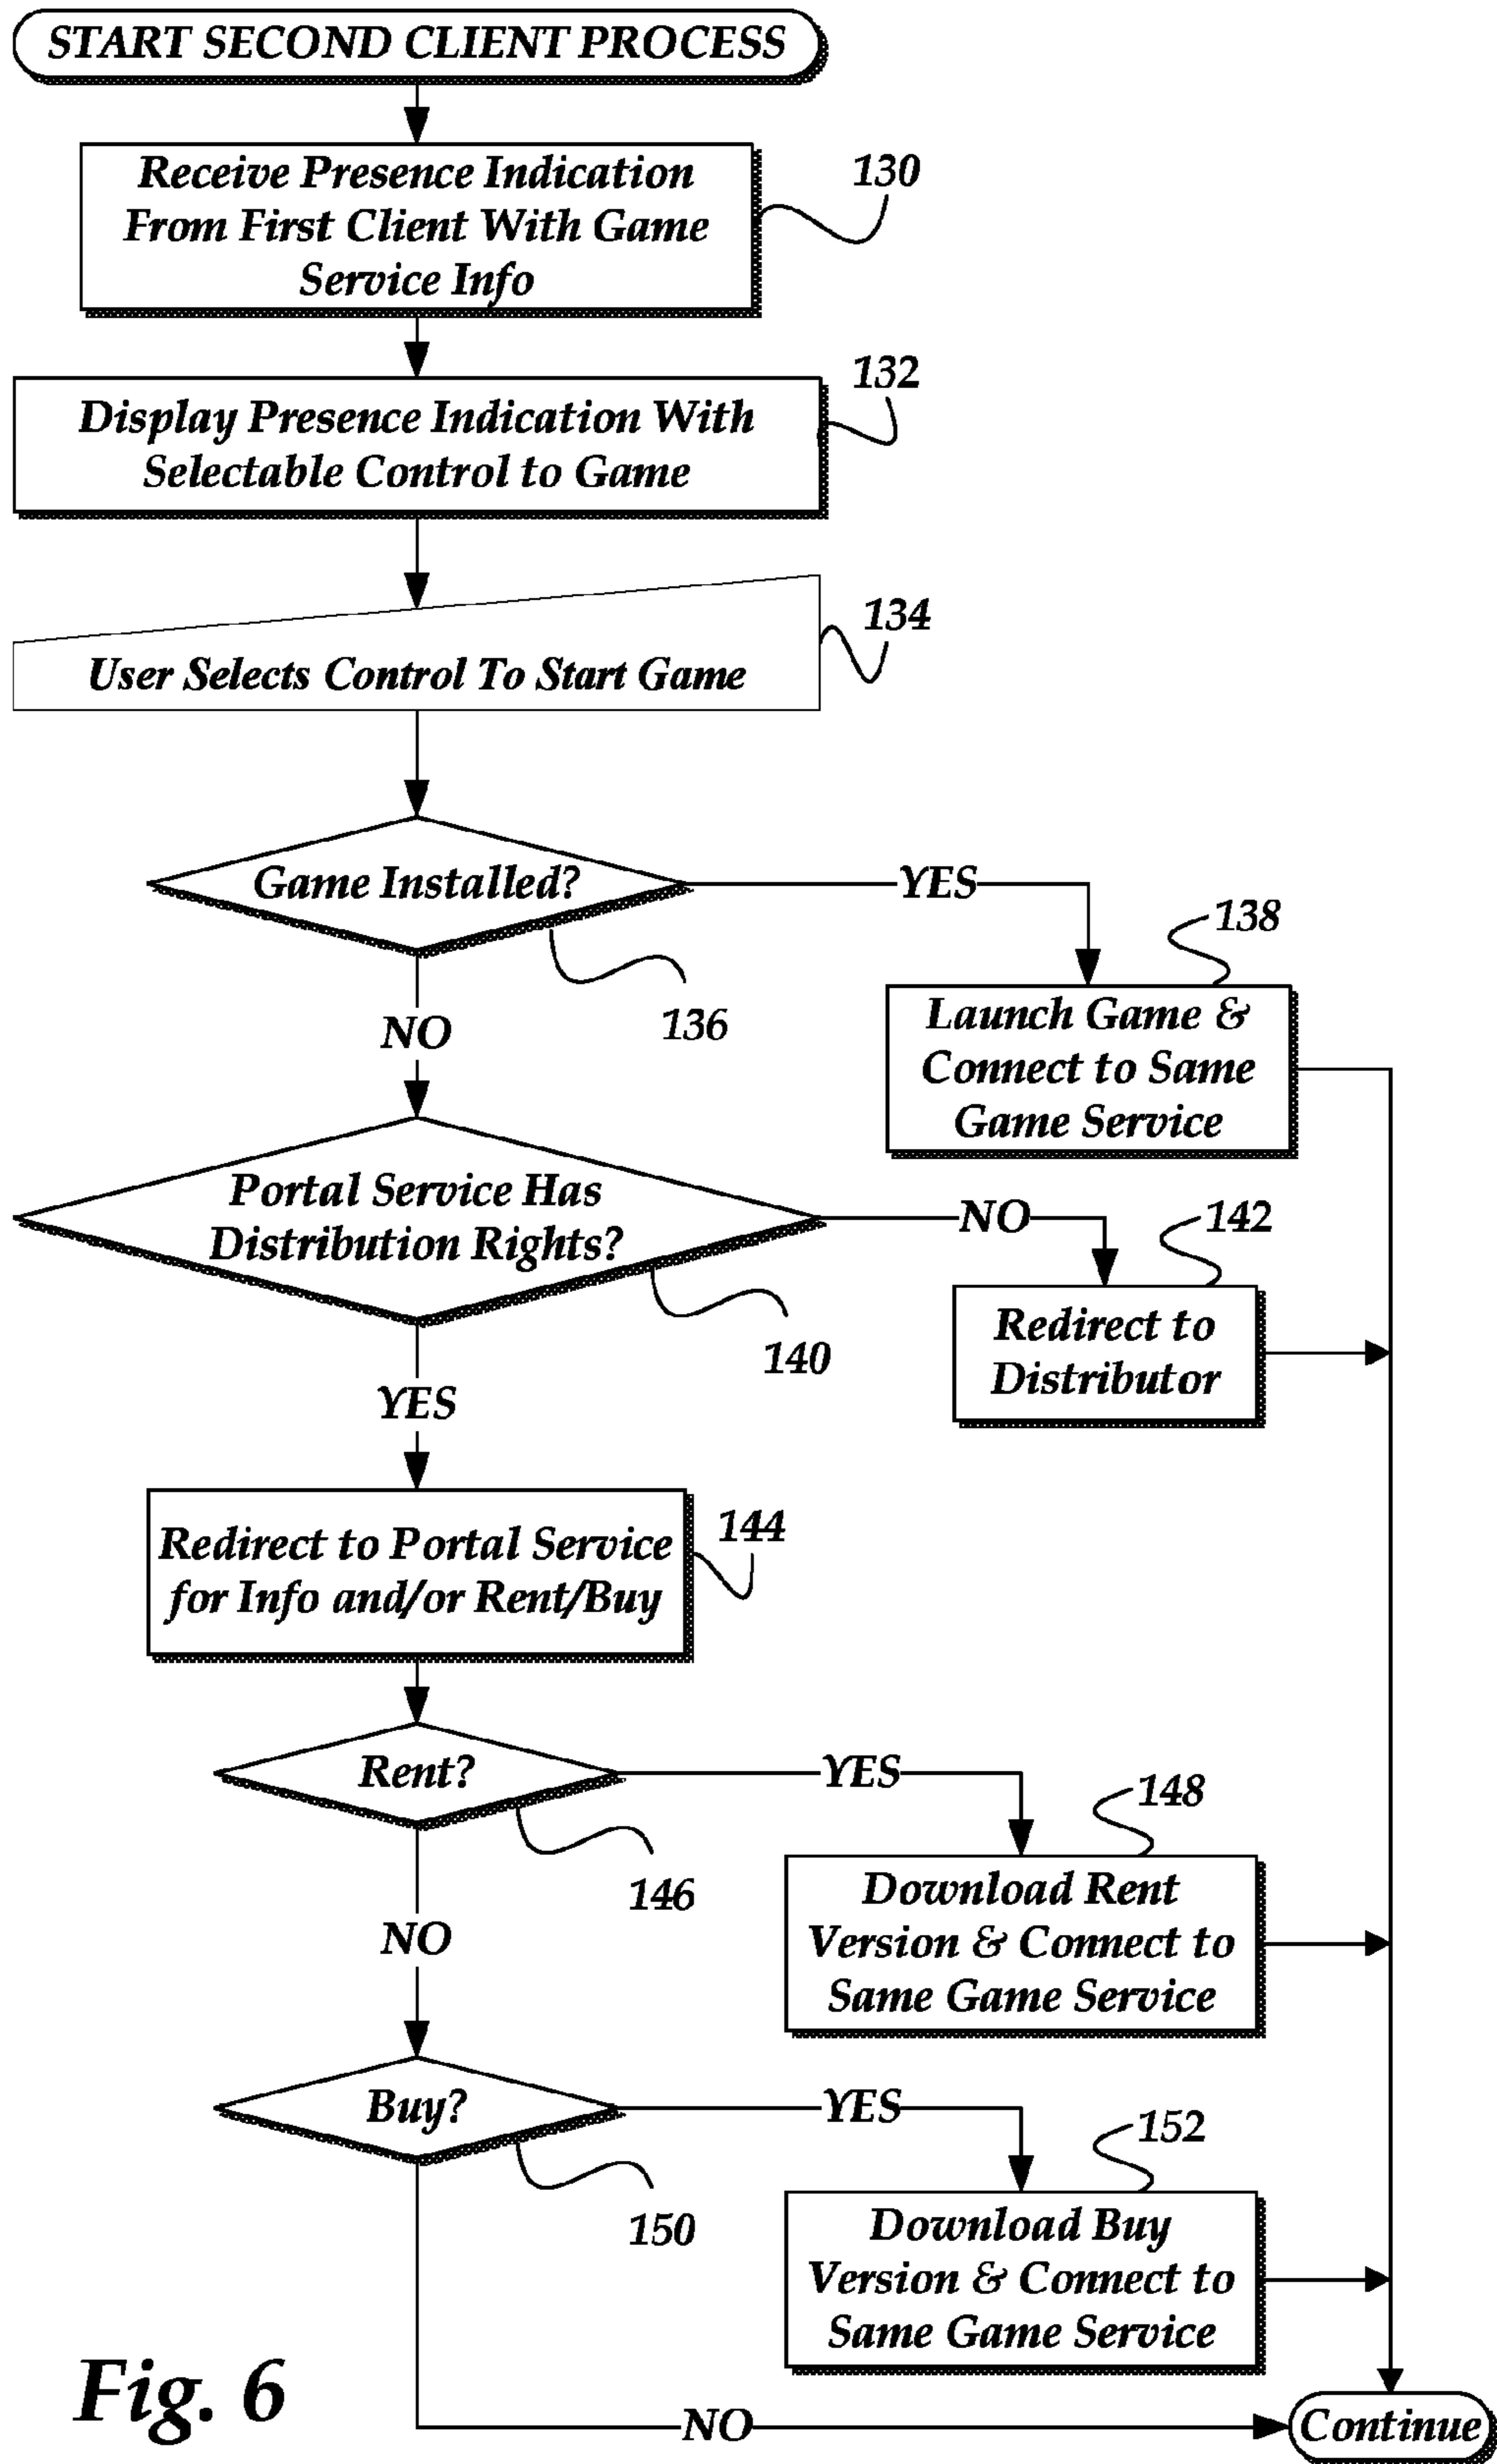 START SECOND CLIENT PROCESS
Receive Presence Indication
From First Client With Game
Service Info
130
Display Presence Indication With
Selectable Control to Game
132
User Selects Control To Start Game
134
Game Installed?
YES
136
NO
138
Launch Game &
Connect to Same
Game Service
Portal Service Has
Distribution Rights?
NO
140
YES
142
Redirect to
Distributor
Redirect to Portal Service
for Info and/or Rent/Buy
144
Rent?
YES
146
NO
148
Download Rent
Version & Connect to
Same Game Service
Buy?
YES
150
152
Download Buy
Version & Connect to
Same Game Service
NO
Continue
Fig. 6